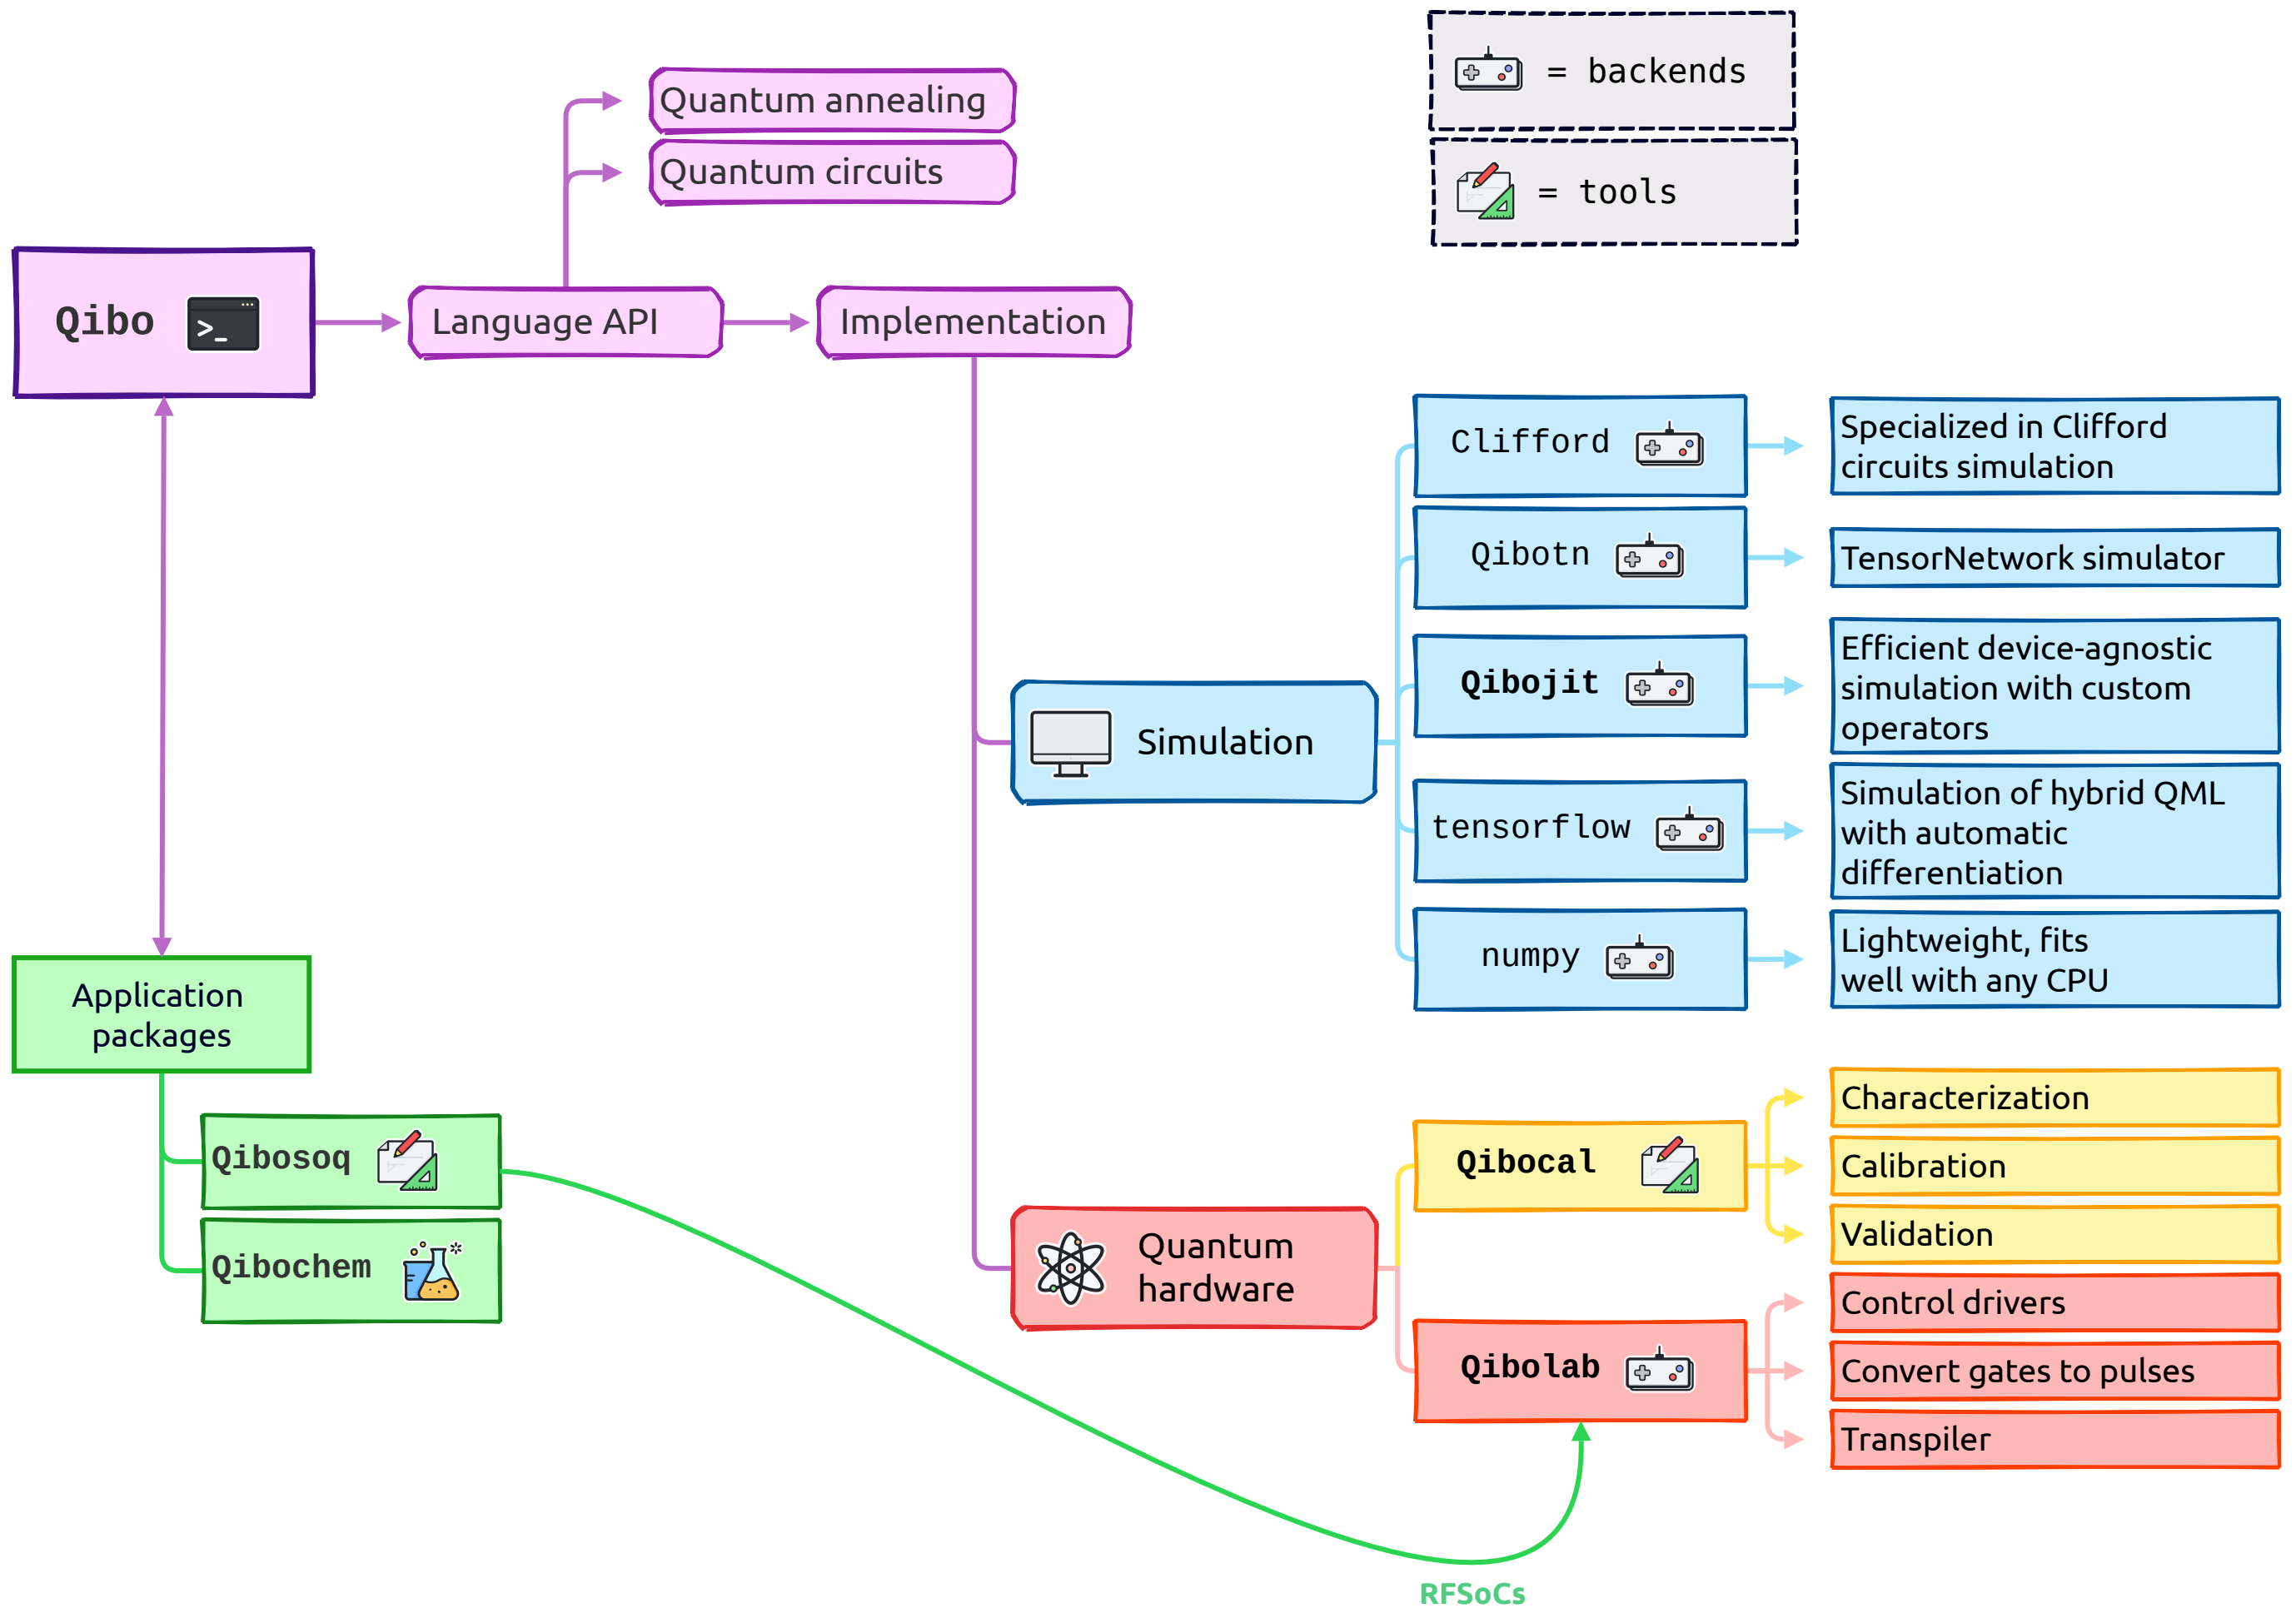 = backends
= tools
Quantum annealing
Quantum circuits
Qibo >_
Language API
Implementation
Simulation
Clifford
Specialized in Clifford
circuits simulation
Qibotn
TensorNetwork simulator
Qibojit
Efficient device-agnostic
simulation with custom
operators
tensorflow
Simulation of hybrid QML
with automatic
differentiation
numpy
Lightweight, fits
well with any CPU
Application
packages
Qibosoq
Qibochem
Quantum
hardware
Qibocal
Characterization
Calibration
Validation
Qibolab
Control drivers
Convert gates to pulses
Transpiler
RFSoCs